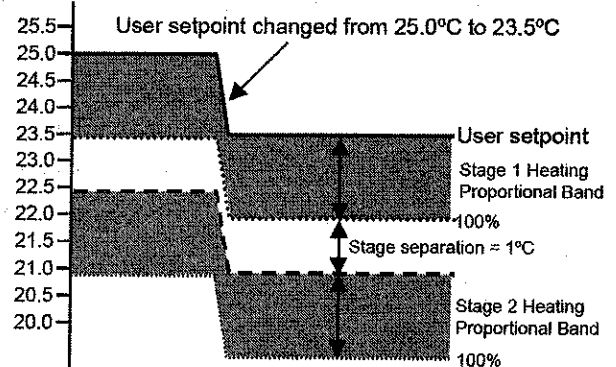 User setpoint changed from 25.0ºC to 23.5ºC
25.5
25.0
24.5
24.0
23.5
23.0
22.5
22.0
21.5
21.0
20.5
20.0
User setpoint
Stage 1 Heating
Proportional Band
100%
Stage separation = 1ºC
Stage 2 Heating
Proportional Band
100%